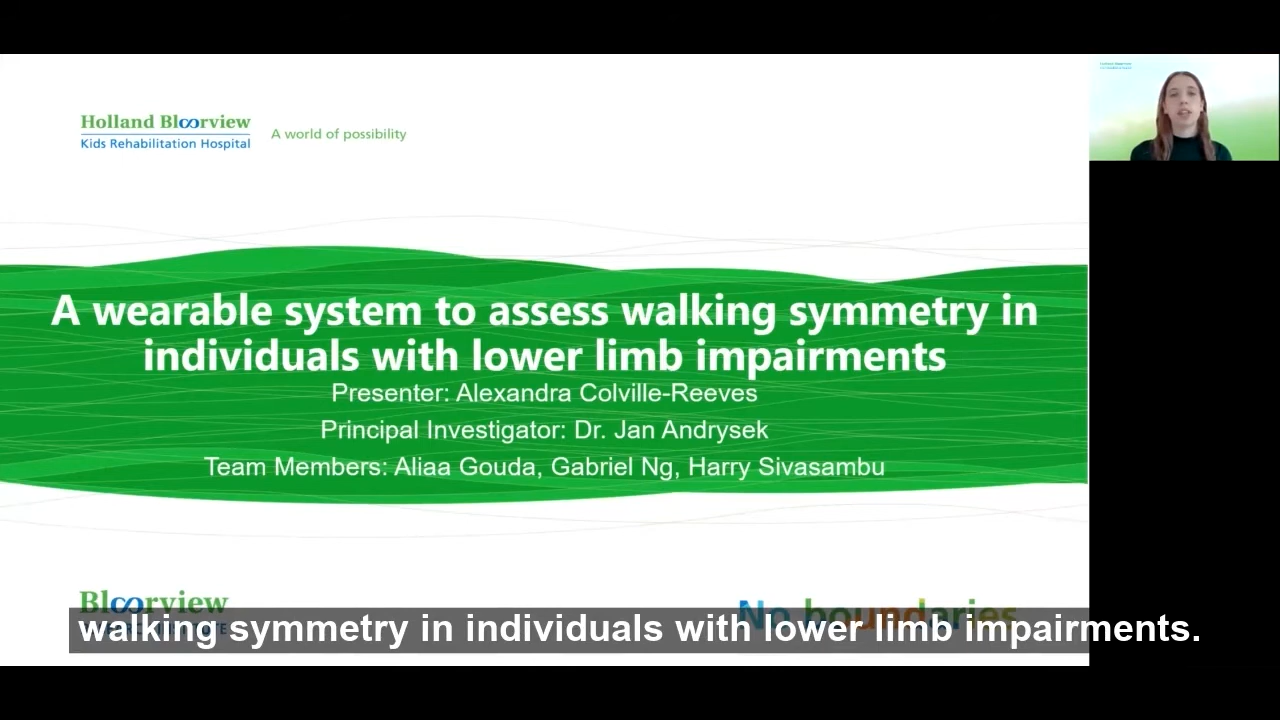 Holland Bloorview
Kids Rehabilitation Hospital
A world of possibility
A wearable system to assess walking symmetry in
individuals with lower limb impairments
Presenter: Alexandra Colville-Reeves
Principal Investigator: Dr. Jan Andrysek
Team Members: Aliaa Gouda, Gabriel Ng, Harry Sivasambu
Bloorview
No boundaries
walking symmetry in individuals with lower limb impairments.